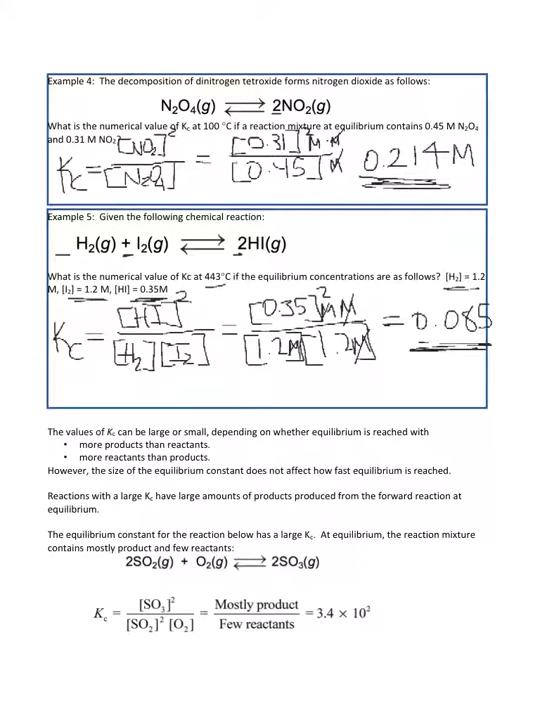 Example 4: The decomposition of dinitrogen tetroxide forms nitrogen dioxide as follows:
N₂O₄(g) ⇌ 2NO₂(g)
What is the numerical value of Kc at 100 °C if a reaction mixture at equilibrium contains 0.45 M N₂O₄
and 0.31 M NO₂?
Kc = [NO₂]² / [N₂O₄] = [0.31]² M·M / [0.45] M 0.214 M
Example 5: Given the following chemical reaction:
H₂(g) + I₂(g) ⇌ 2HI(g)
What is the numerical value of Kc at 443°C if the equilibrium concentrations are as follows? [H₂] = 1.2
M, [I₂] = 1.2 M, [HI] = 0.35M
Kc = [HI]² / [H₂][I₂] = [0.35]² M M / [1.2M][1.2M] = 0.085
The values of Kc can be large or small, depending on whether equilibrium is reached with
• more products than reactants.
• more reactants than products.
However, the size of the equilibrium constant does not affect how fast equilibrium is reached.
Reactions with a large Kc have large amounts of products produced from the forward reaction at
equilibrium.
The equilibrium constant for the reaction below has a large Kc. At equilibrium, the reaction mixture
contains mostly product and few reactants:
2SO₂(g) + O₂(g) ⇌ 2SO₃(g)
Kc = [SO₃]² / [SO₂]² [O₂] = Mostly product / Few reactants = 3.4 × 10²